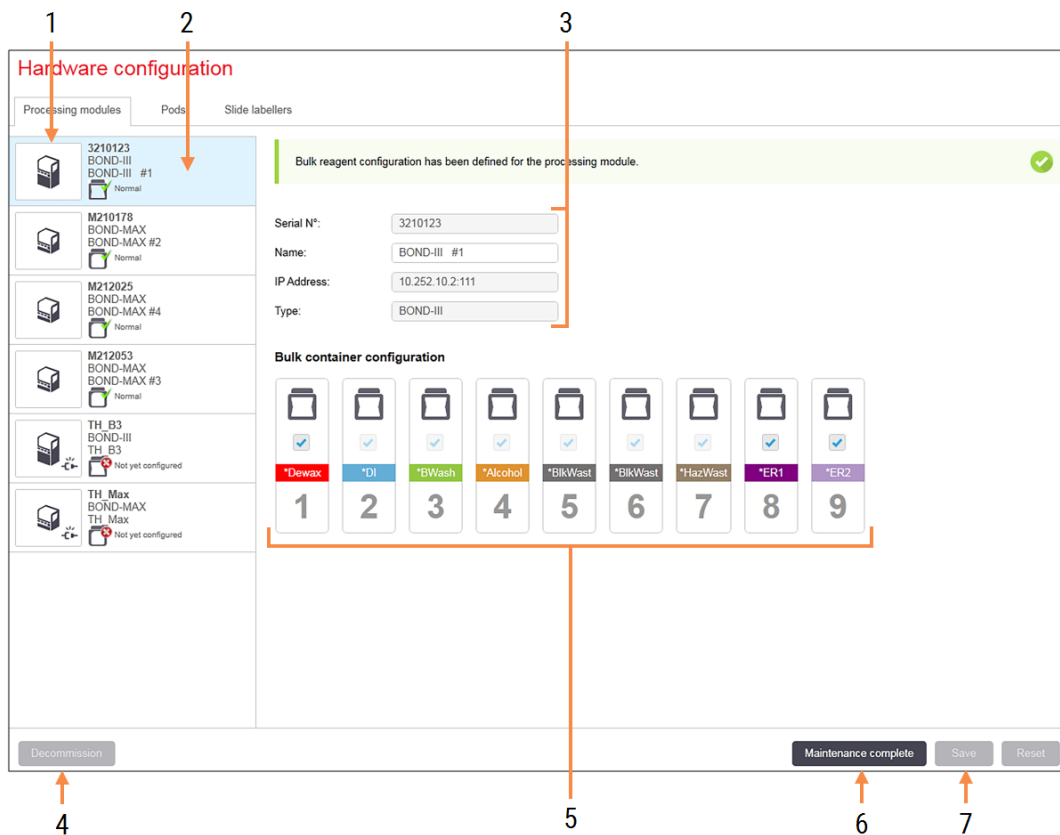 1 2 3
Hardware configuration
Processing modules Pods Slide labellers
3210123
BOND-III
BOND-III #1
Normal
M210178
BOND-MAX
BOND-MAX #2
Normal
M212025
BOND-MAX
BOND-MAX #4
Normal
M212053
BOND-MAX
BOND-MAX #3
Normal
TH_B3
BOND-III
TH_B3
Not yet configured
TH_Max
BOND-MAX
TH_Max
Not yet configured
Bulk reagent configuration has been defined for the processing module.
Serial N°: 3210123
Name: BOND-III #1
IP Address: 10.252.10.2:111
Type: BOND-III
Bulk container configuration
*Dewax *DI *BWash *Alcohol *BlkWast *BlkWast *HazWast *ER1 *ER2
1 2 3 4 5 6 7 8 9
Decommission Maintenance complete Save Reset
4 5 6 7